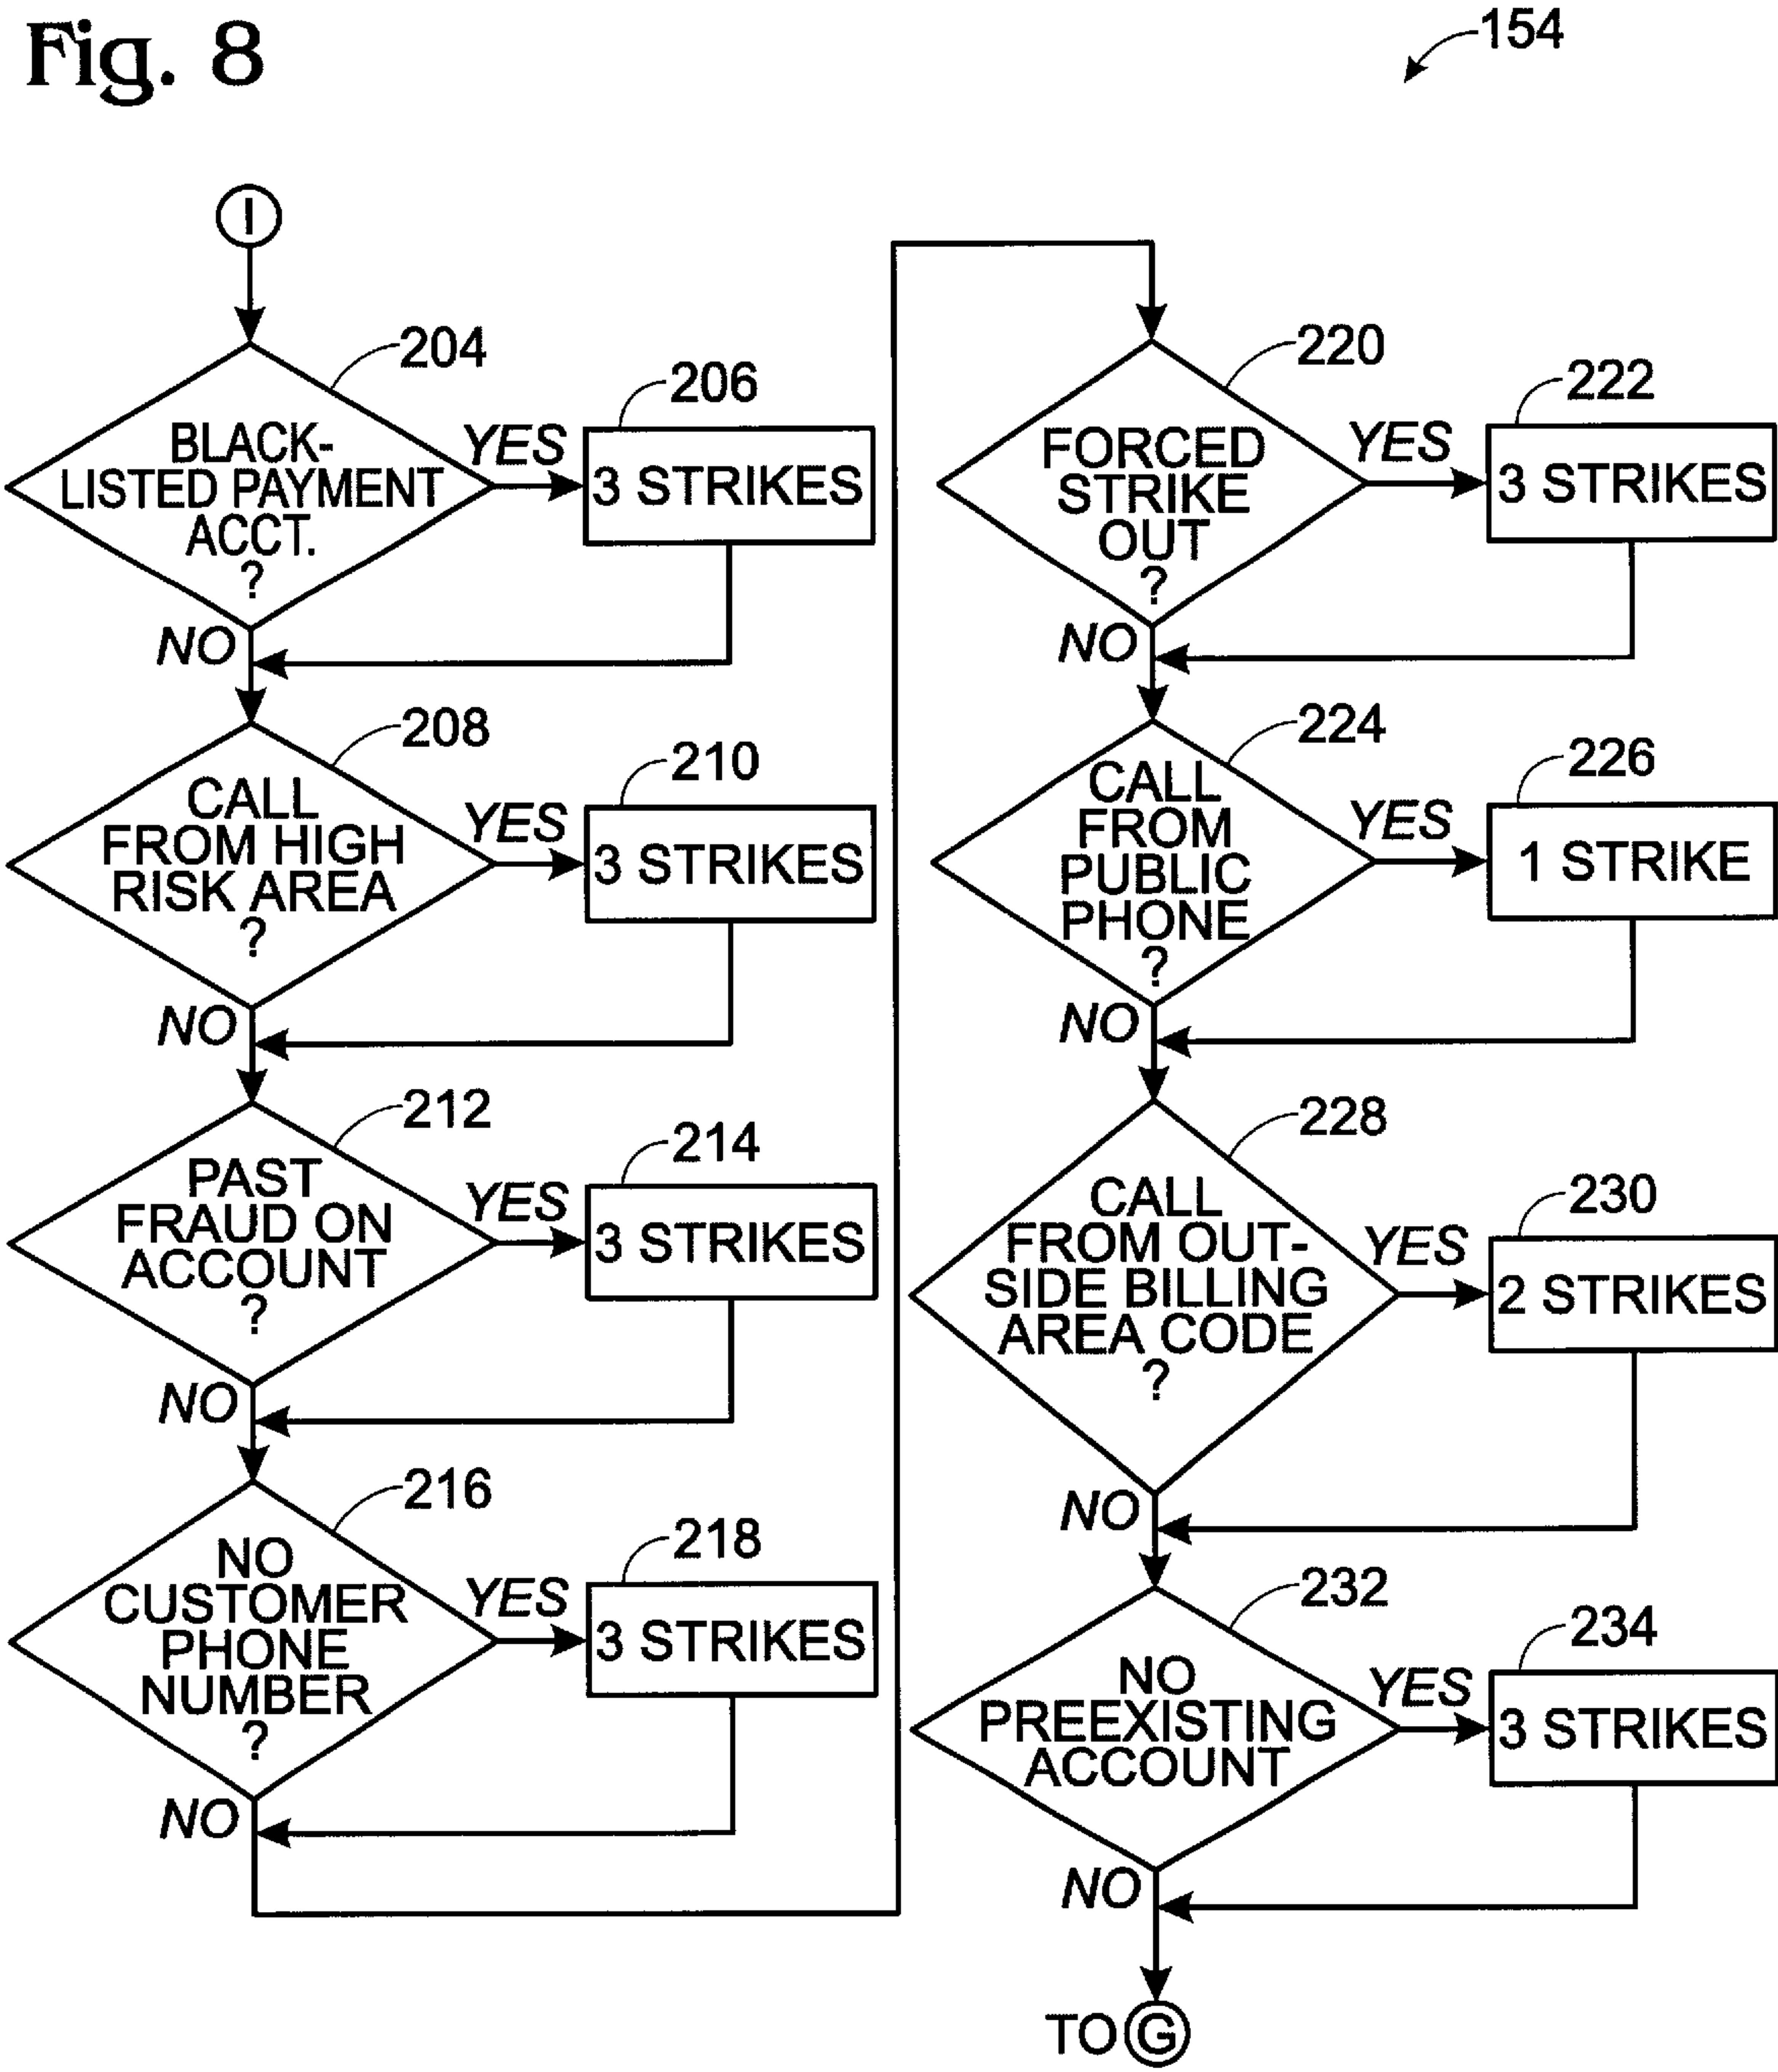 Fig. 8
154
I
204
BLACK-
LISTED PAYMENT
ACCT.
?
YES
206
3 STRIKES
NO
208
CALL
FROM HIGH
RISK AREA
?
YES
210
3 STRIKES
NO
212
PAST
FRAUD ON
ACCOUNT
?
YES
214
3 STRIKES
NO
216
NO
CUSTOMER
PHONE
NUMBER
?
YES
218
3 STRIKES
NO
220
FORCED
STRIKE
OUT
?
YES
222
3 STRIKES
NO
224
CALL
FROM
PUBLIC
PHONE
?
YES
226
1 STRIKE
NO
228
CALL
FROM OUT-
SIDE BILLING
AREA CODE
?
YES
230
2 STRIKES
NO
232
NO
PREEXISTING
ACCOUNT
YES
234
3 STRIKES
NO
TO G